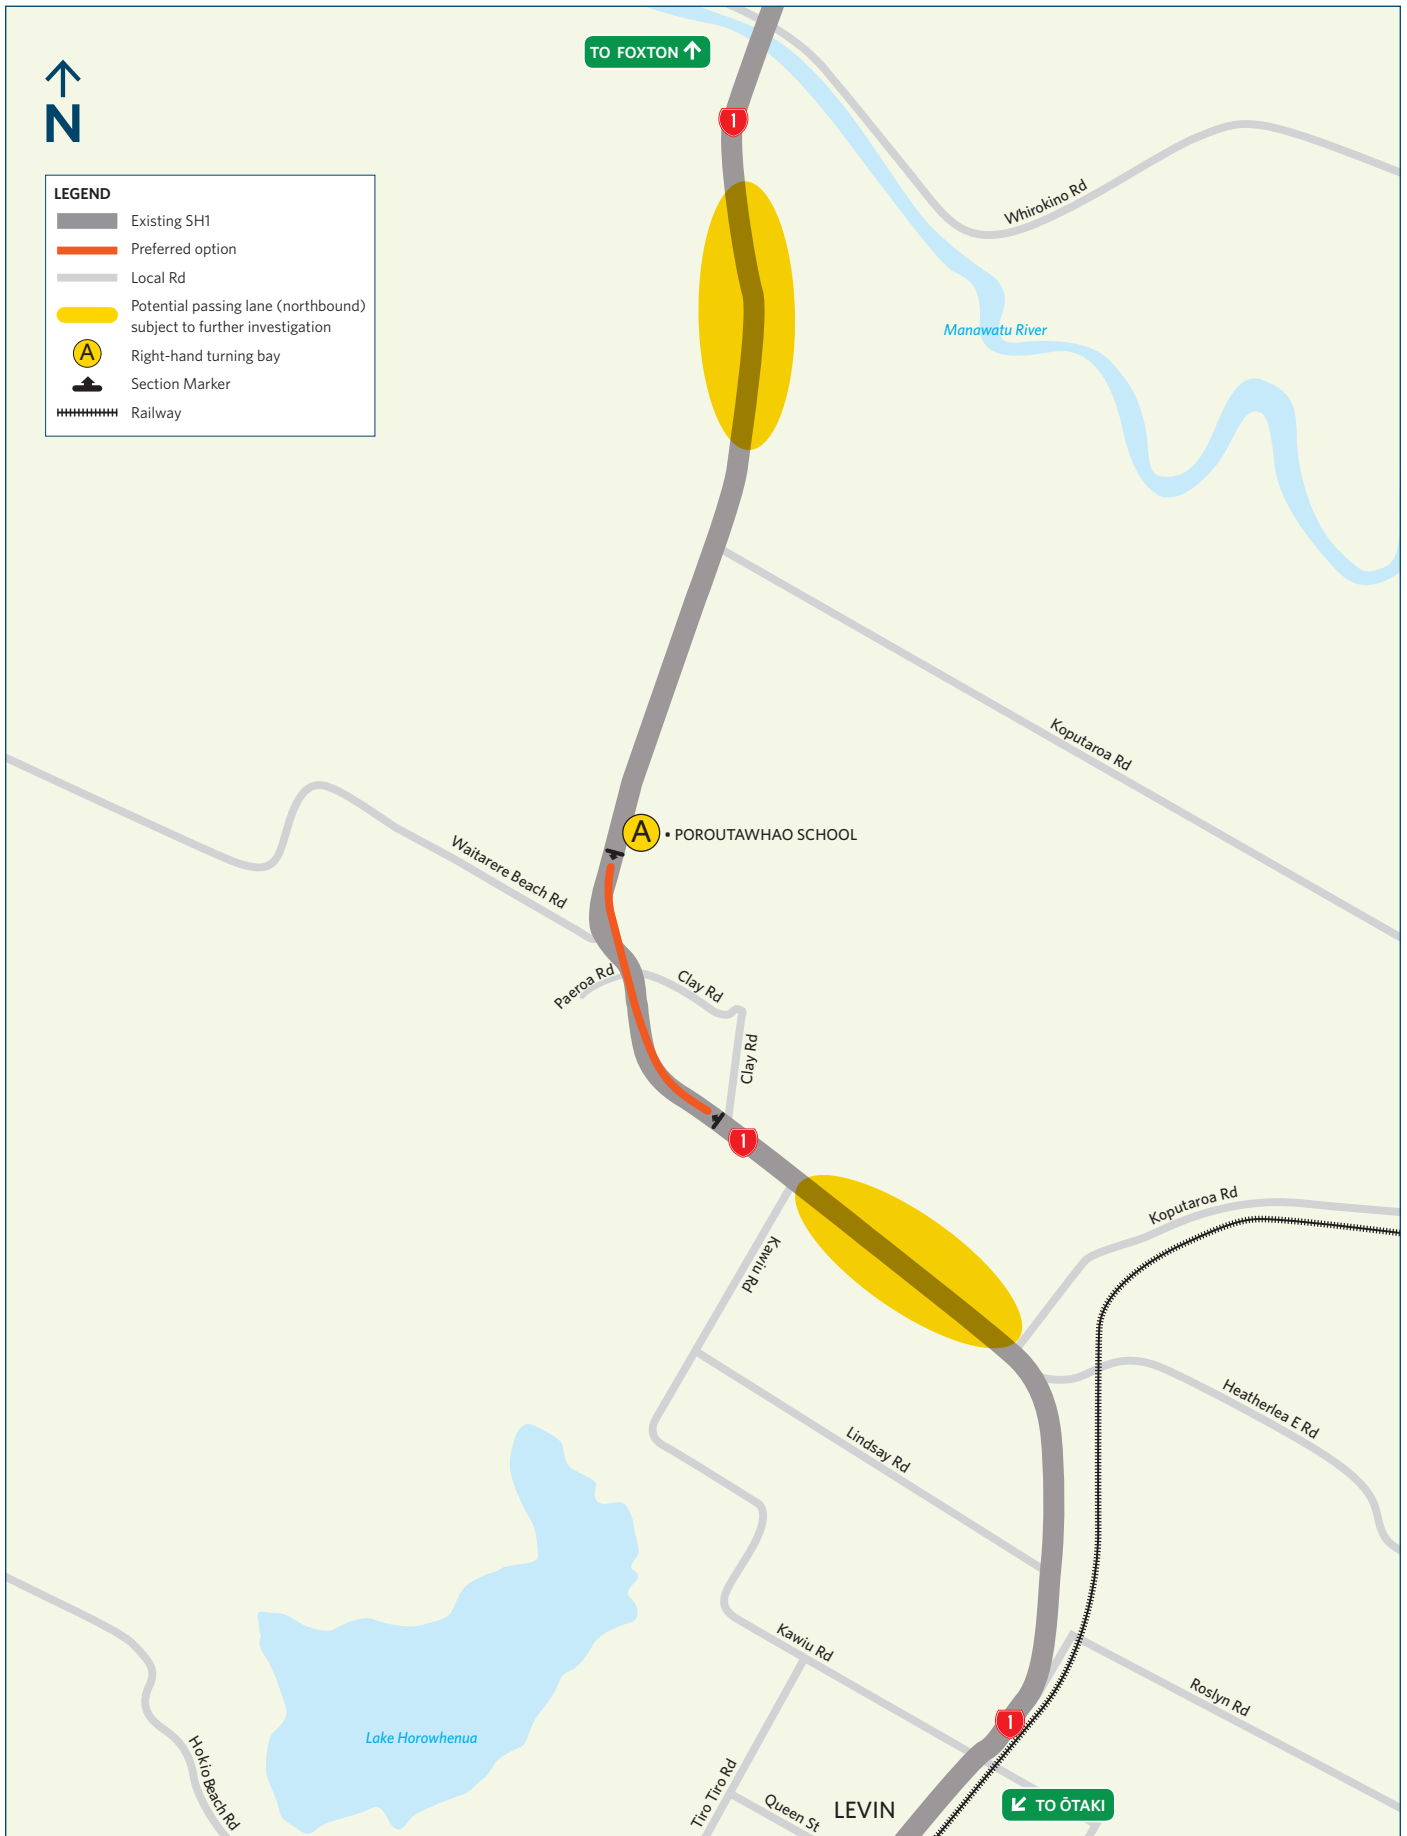 TO FOXTON
N
1
LEGEND
Existing SH1
Preferred option
Local Rd
Potential passing lane (northbound)
subject to further investigation
A
Right-hand turning bay
Section Marker
Railway
Whirokino Rd
Manawatu River
Koputaroa Rd
A
• POROUTAWHAO SCHOOL
Waitarere Beach Rd
Paeroa Rd
Clay Rd
Clay Rd
1
Koputaroa Rd
Kawiu Rd
Heatherlea E Rd
Lindsay Rd
Kawiu Rd
Roslyn Rd
1
Lake Horowhenua
Hokio Beach Rd
Tiro Tiro Rd
Queen St
LEVIN
TO ŌTAKI